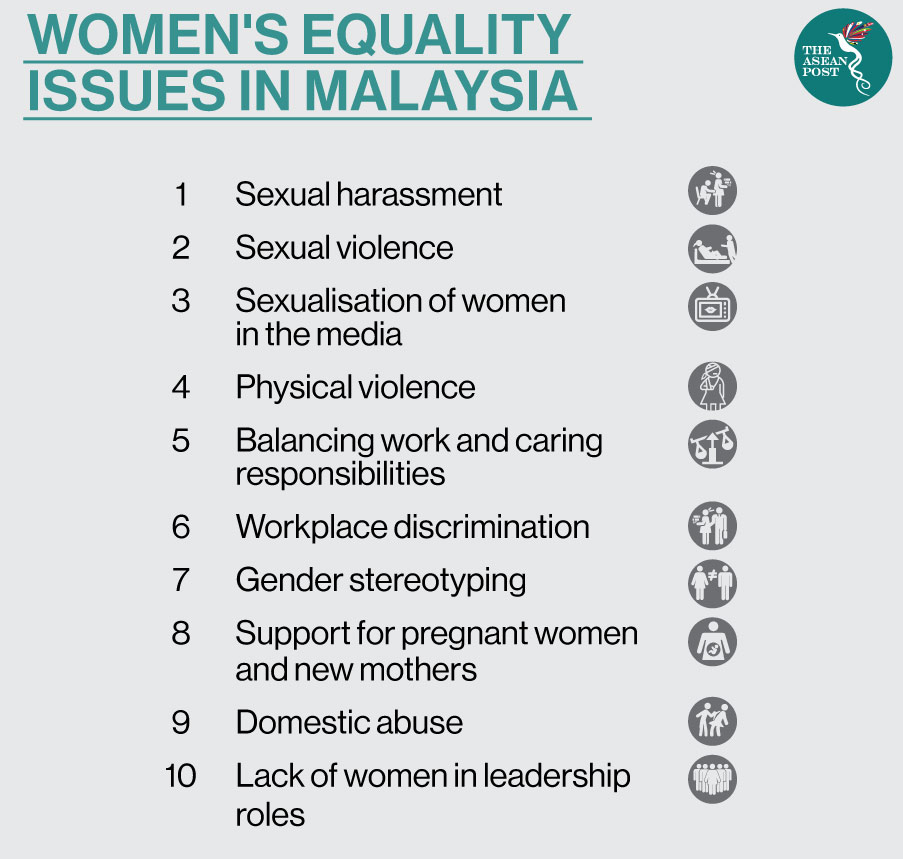 WOMEN'S EQUALITY
ISSUES IN MALAYSIA
THE
ASEAN
POST
1 Sexual harassment
2 Sexual violence
3 Sexualisation of women
in the media
4 Physical violence
5 Balancing work and caring
responsibilities
6 Workplace discrimination
7 Gender stereotyping
8 Support for pregnant women
and new mothers
9 Domestic abuse
10 Lack of women in leadership
roles